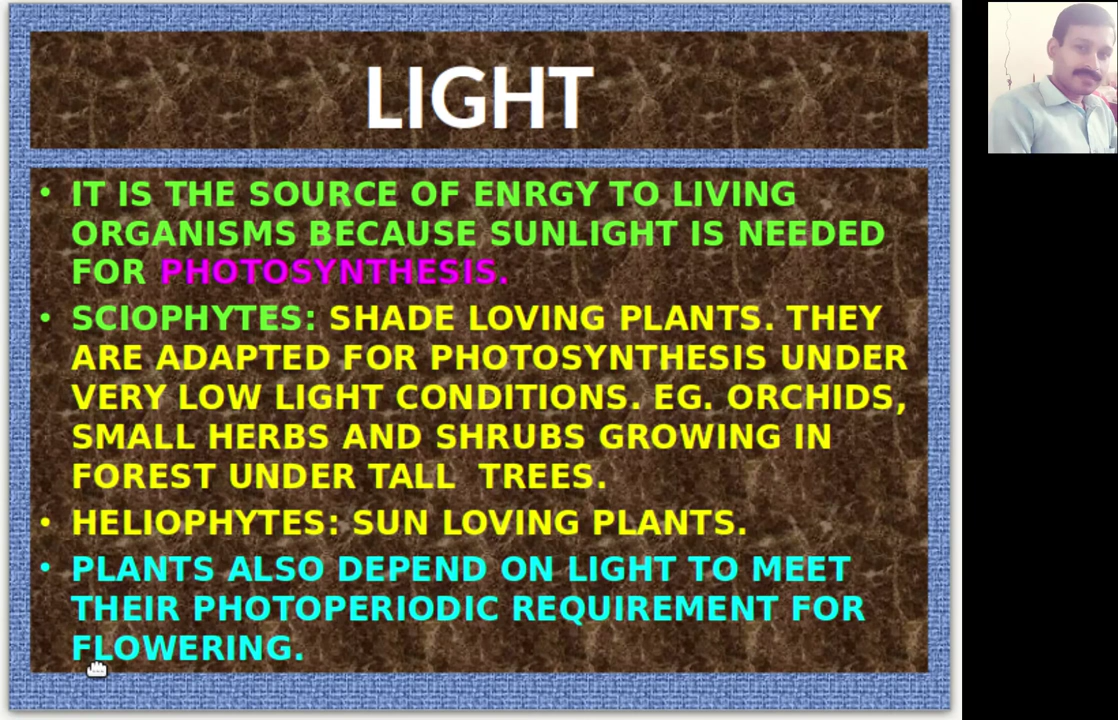 LIGHT
• IT IS THE SOURCE OF ENRGY TO LIVING
ORGANISMS BECAUSE SUNLIGHT IS NEEDED
FOR PHOTOSYNTHESIS.
• SCIOPHYTES: SHADE LOVING PLANTS. THEY
ARE ADAPTED FOR PHOTOSYNTHESIS UNDER
VERY LOW LIGHT CONDITIONS. EG. ORCHIDS,
SMALL HERBS AND SHRUBS GROWING IN
FOREST UNDER TALL TREES.
• HELIOPHYTES: SUN LOVING PLANTS.
• PLANTS ALSO DEPEND ON LIGHT TO MEET
THEIR PHOTOPERIODIC REQUIREMENT FOR
FLOWERING.